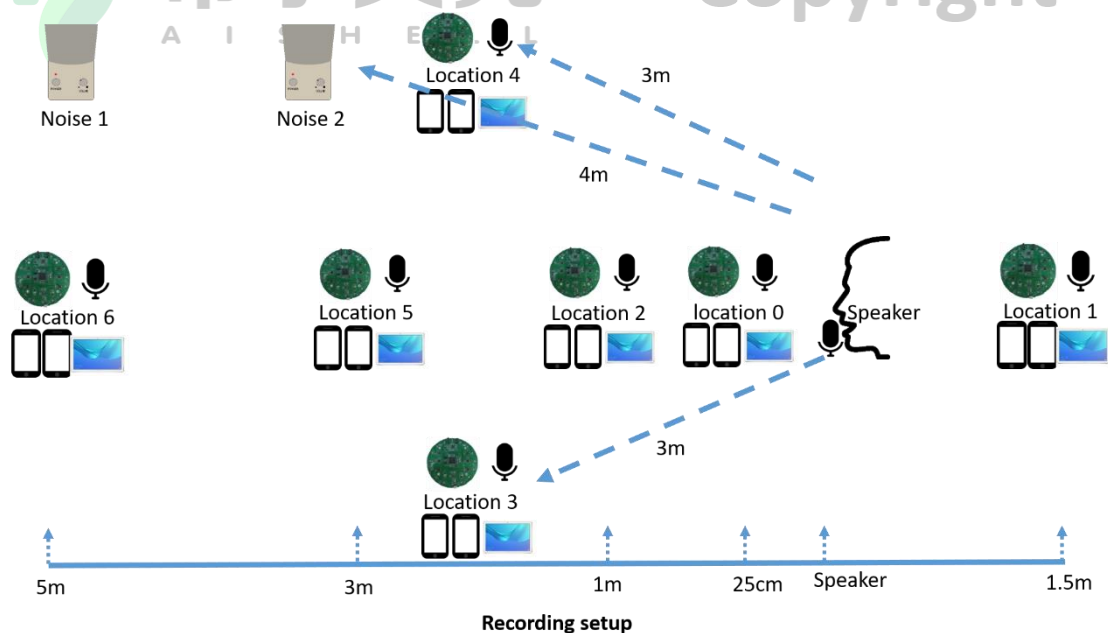 Copyright
A I S H E L L
Location 4
3m
Noise 1
Noise 2
4m
Location 6
Location 5
Location 2
location 0
Speaker
Location 1
3m
Location 3
5m
3m
1m
25cm
Speaker
1.5m
Recording setup